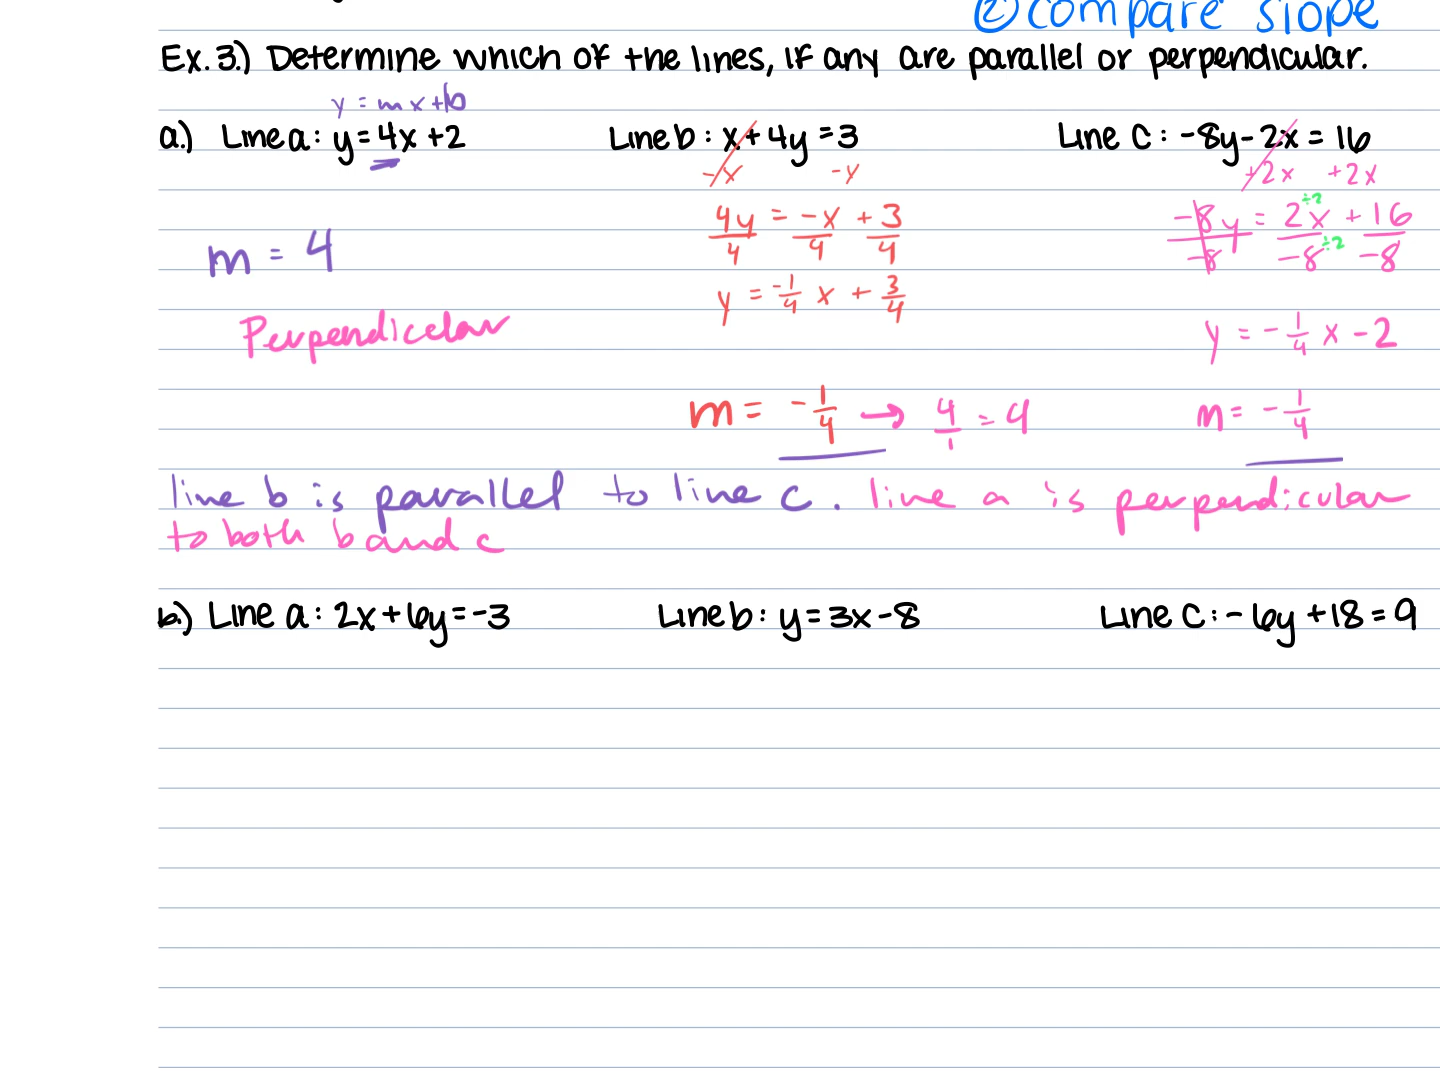 ② compare slope
Ex. 3.) Determine which of the lines, if any are parallel or perpendicular.
y = mx+b
a.) Line a: y=4x+2 Line b: x+4y=3 Line C: -8y-2x=16
-x -y +2x +2x
4y = -x + 3 -8y = 2x + 16
÷2
4 4 4 -8 -8 -8
÷2
m = 4
y = -1/4 x + 3/4
Perpendicular y = -1/4 x - 2
m = -1/4 → 4/1 = 4 m = -1/4
line b is parallel to line c. line a is perpendicular
to both b and c
b.) Line a: 2x+6y=-3 Line b: y=3x-8 Line C: -6y+18=9